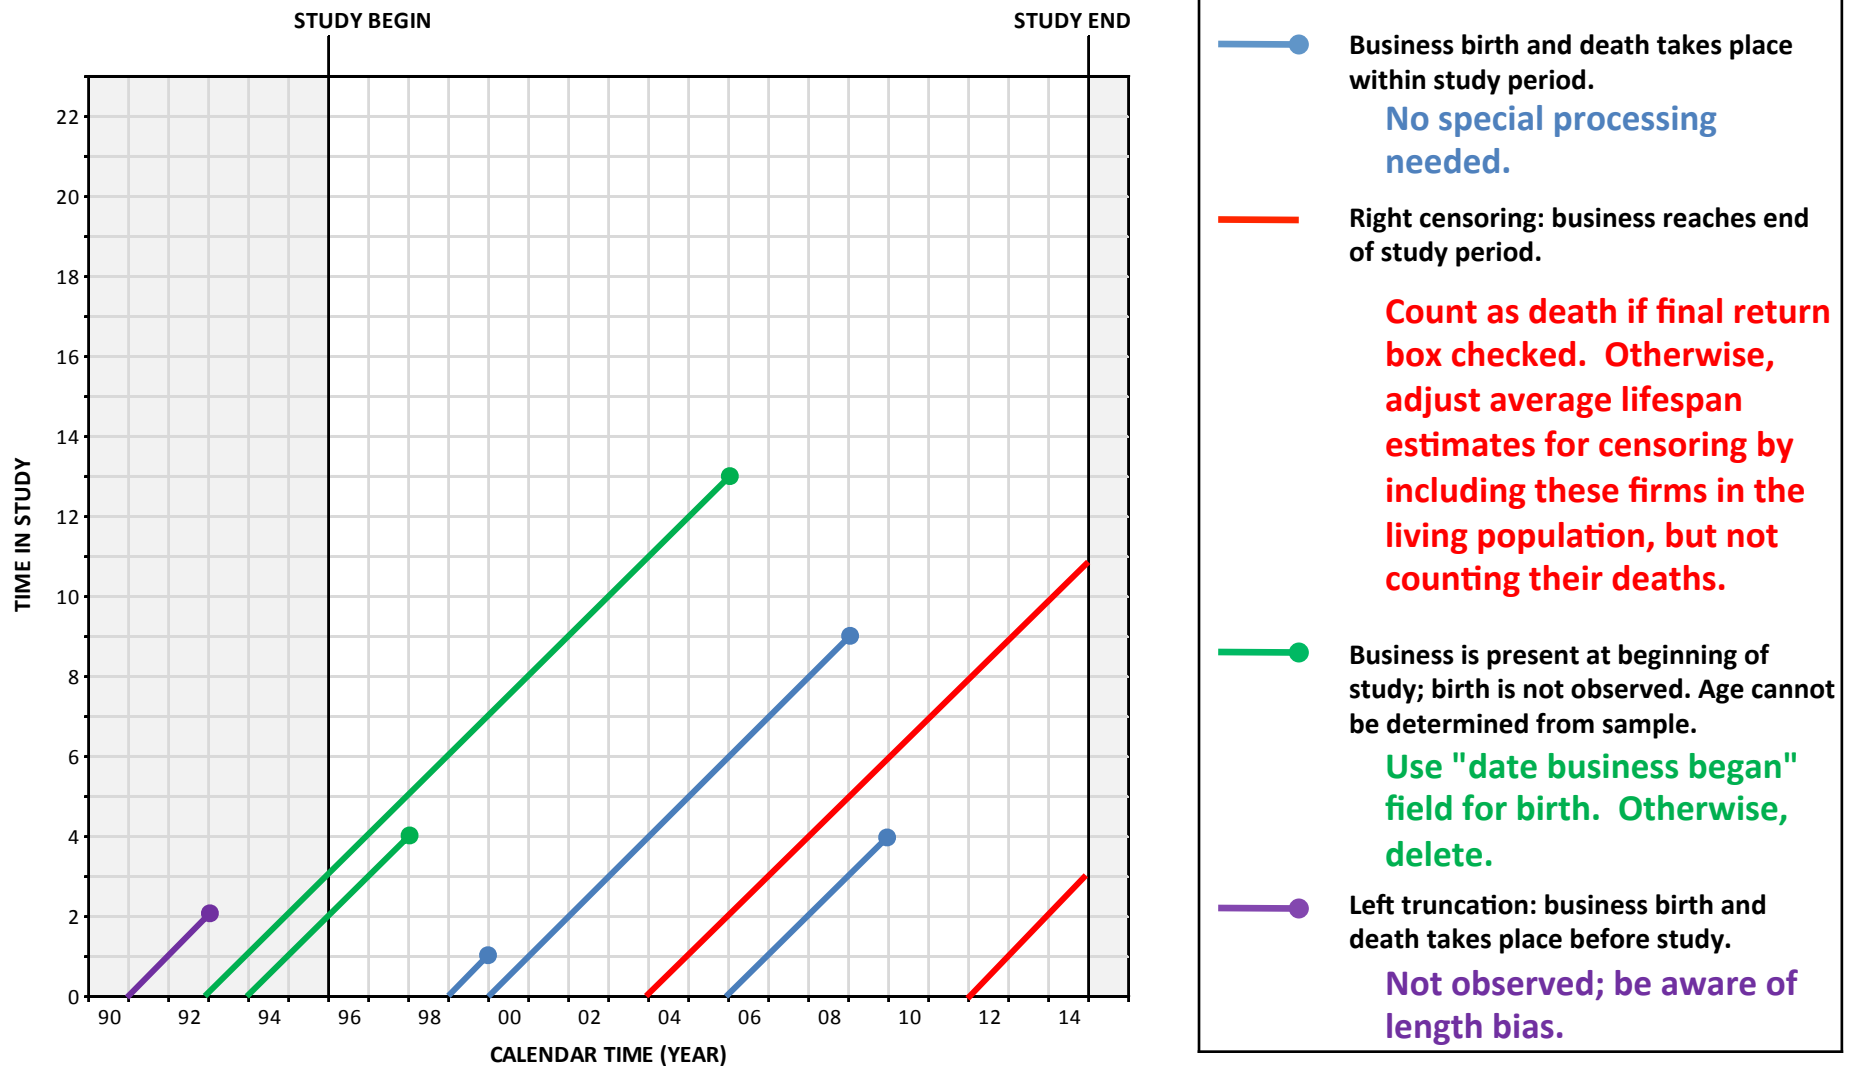 STUDY BEGIN
STUDY END
22
20
18
16
14
12
10
8
6
4
2
0
TIME IN STUDY
90 92 94 96 98 00 02 04 06 08 10 12 14
CALENDAR TIME (YEAR)
Business birth and death takes place
within study period.
No special processing
needed.
Right censoring: business reaches end
of study period.
Count as death if final return
box checked. Otherwise,
adjust average lifespan
estimates for censoring by
including these firms in the
living population, but not
counting their deaths.
Business is present at beginning of
study; birth is not observed. Age cannot
be determined from sample.
Use "date business began"
field for birth. Otherwise,
delete.
Left truncation: business birth and
death takes place before study.
Not observed; be aware of
length bias.